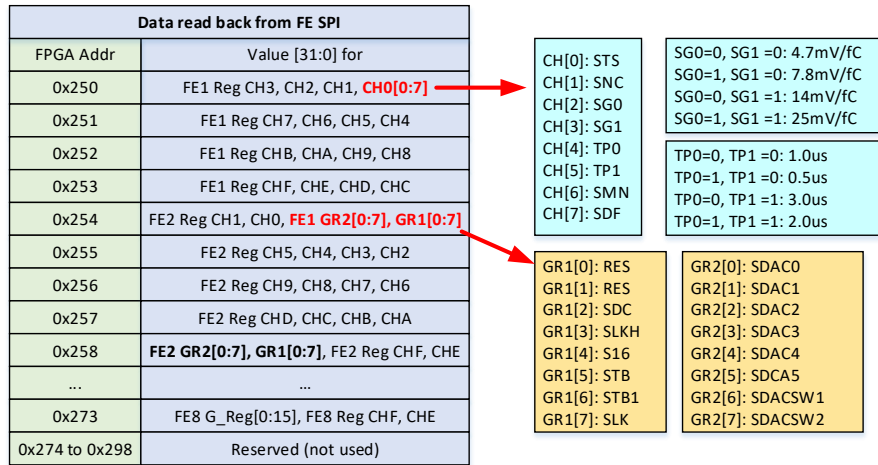 Data read back from FE SPI
FPGA Addr Value [31:0] for
0x250 FE1 Reg CH3, CH2, CH1, CH0[0:7]
0x251 FE1 Reg CH7, CH6, CH5, CH4
0x252 FE1 Reg CHB, CHA, CH9, CH8
0x253 FE1 Reg CHF, CHE, CHD, CHC
0x254 FE2 Reg CH1, CH0, FE1 GR2[0:7], GR1[0:7]
0x255 FE2 Reg CH5, CH4, CH3, CH2
0x256 FE2 Reg CH9, CH8, CH7, CH6
0x257 FE2 Reg CHD, CHC, CHB, CHA
0x258 FE2 GR2[0:7], GR1[0:7], FE2 Reg CHF, CHE
... ...
0x273 FE8 G_Reg[0:15], FE8 Reg CHF, CHE
0x274 to 0x298 Reserved (not used)
CH[0]: STS
CH[1]: SNC
CH[2]: SG0
CH[3]: SG1
CH[4]: TP0
CH[5]: TP1
CH[6]: SMN
CH[7]: SDF
SG0=0, SG1 =0: 4.7mV/fC
SG0=1, SG1 =0: 7.8mV/fC
SG0=0, SG1 =1: 14mV/fC
SG0=1, SG1 =1: 25mV/fC
TP0=0, TP1 =0: 1.0us
TP0=1, TP1 =0: 0.5us
TP0=0, TP1 =1: 3.0us
TP0=1, TP1 =1: 2.0us
GR1[0]: RES
GR1[1]: RES
GR1[2]: SDC
GR1[3]: SLKH
GR1[4]: S16
GR1[5]: STB
GR1[6]: STB1
GR1[7]: SLK
GR2[0]: SDAC0
GR2[1]: SDAC1
GR2[2]: SDAC2
GR2[3]: SDAC3
GR2[4]: SDAC4
GR2[5]: SDCA5
GR2[6]: SDACSW1
GR2[7]: SDACSW2